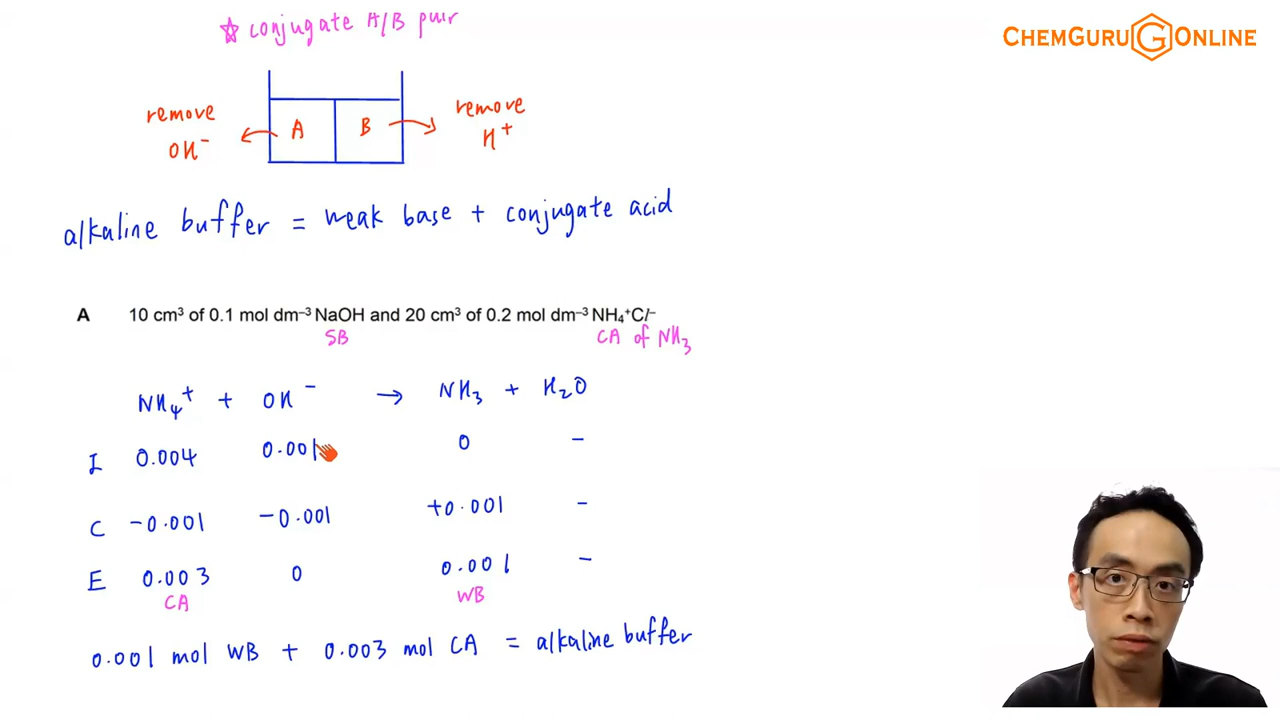 ☆ conjugate A/B pair
CHEMGURU G ONLINE
remove OH⁻
A
B
remove H⁺
alkaline buffer = weak base + conjugate acid
A 10 cm³ of 0.1 mol dm⁻³ NaOH and 20 cm³ of 0.2 mol dm⁻³ NH₄⁺Cl⁻
SB CA of NH₃
NH₄⁺ + OH⁻ → NH₃ + H₂O
I 0.004 0.001 0 –
C -0.001 -0.001 +0.001 –
E 0.003 0 0.001 –
CA WB
0.001 mol WB + 0.003 mol CA = alkaline buffer